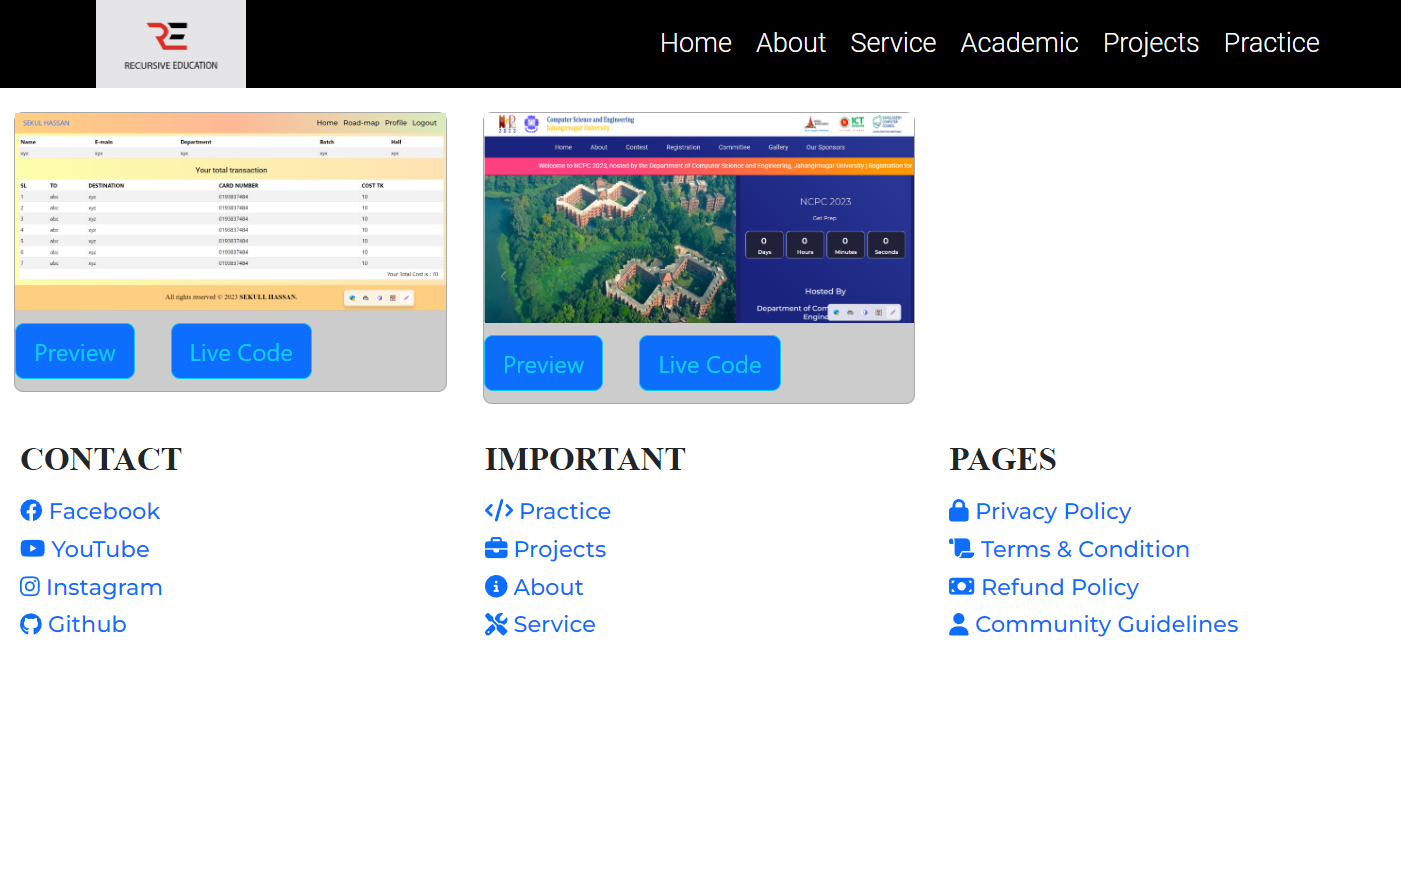 RE
RECURSIVE EDUCATION
Home About Service Academic Projects Practice
SEKUL HASSAN
Home Road-map Profile Logout
Name E-main Department Batch Hall
xyz xyz xyz xyz xyz
Your total transaction
SL TO DESTINATION CARD NUMBER COST TK
1 abc xyz 0193837484 10
2 abc xyz 0193837484 10
3 abc xyz 0193837484 10
4 abc xyz 0193837484 10
5 abc xyz 0193837484 10
6 abc xyz 0193837484 10
7 abc xyz 0193837484 10
Your Total Cost is : 70
All rights reserved © 2023 SEKULL HASSAN.
Preview Live Code
Computer Science and Engineering
Jahangirnagar University
ICT
Home About Contest Registration Committee Gallery Our Sponsors
Welcome to NCPC 2023, hosted by the Department of Computer Science and Engineering, Jahangirnagar University | Registration for
NCPC 2023
Get Prep
0 0 0 0
Days Hours Minutes Seconds
Hosted By
Department of Com
Engine
Preview Live Code
CONTACT
Facebook
YouTube
Instagram
Github
IMPORTANT
Practice
Projects
About
Service
PAGES
Privacy Policy
Terms & Condition
Refund Policy
Community Guidelines